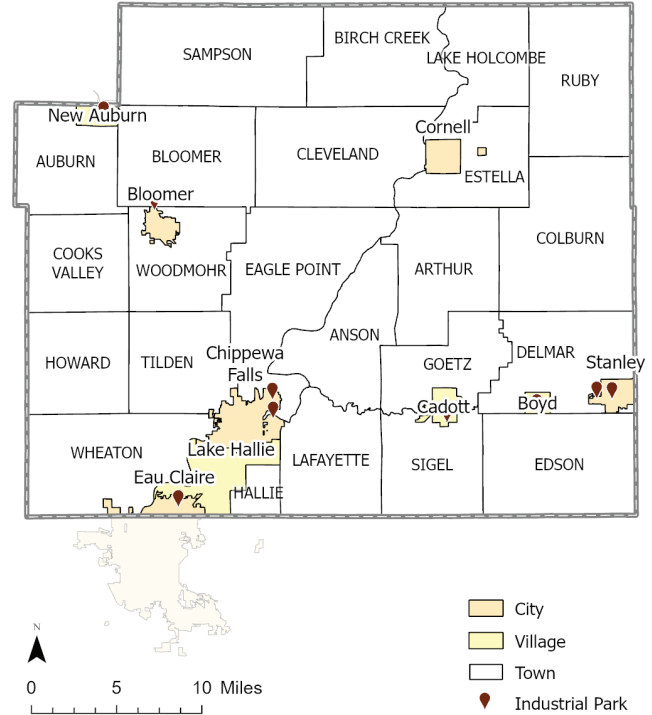 BIRCH CREEK
SAMPSON
LAKE HOLCOMBE
RUBY
New Auburn
Cornell
AUBURN
BLOOMER
CLEVELAND
ESTELLA
Bloomer
COLBURN
COOKS
VALLEY
WOODMOHR
EAGLE POINT
ARTHUR
ANSON
HOWARD
TILDEN
Chippewa
Falls
GOETZ
DELMAR
Stanley
Cadott
Boyd
WHEATON
Lake Hallie
LAFAYETTE
SIGEL
EDSON
Eau Claire
HALLIE
City
Village
Town
Industrial Park
N
0 5 10 Miles